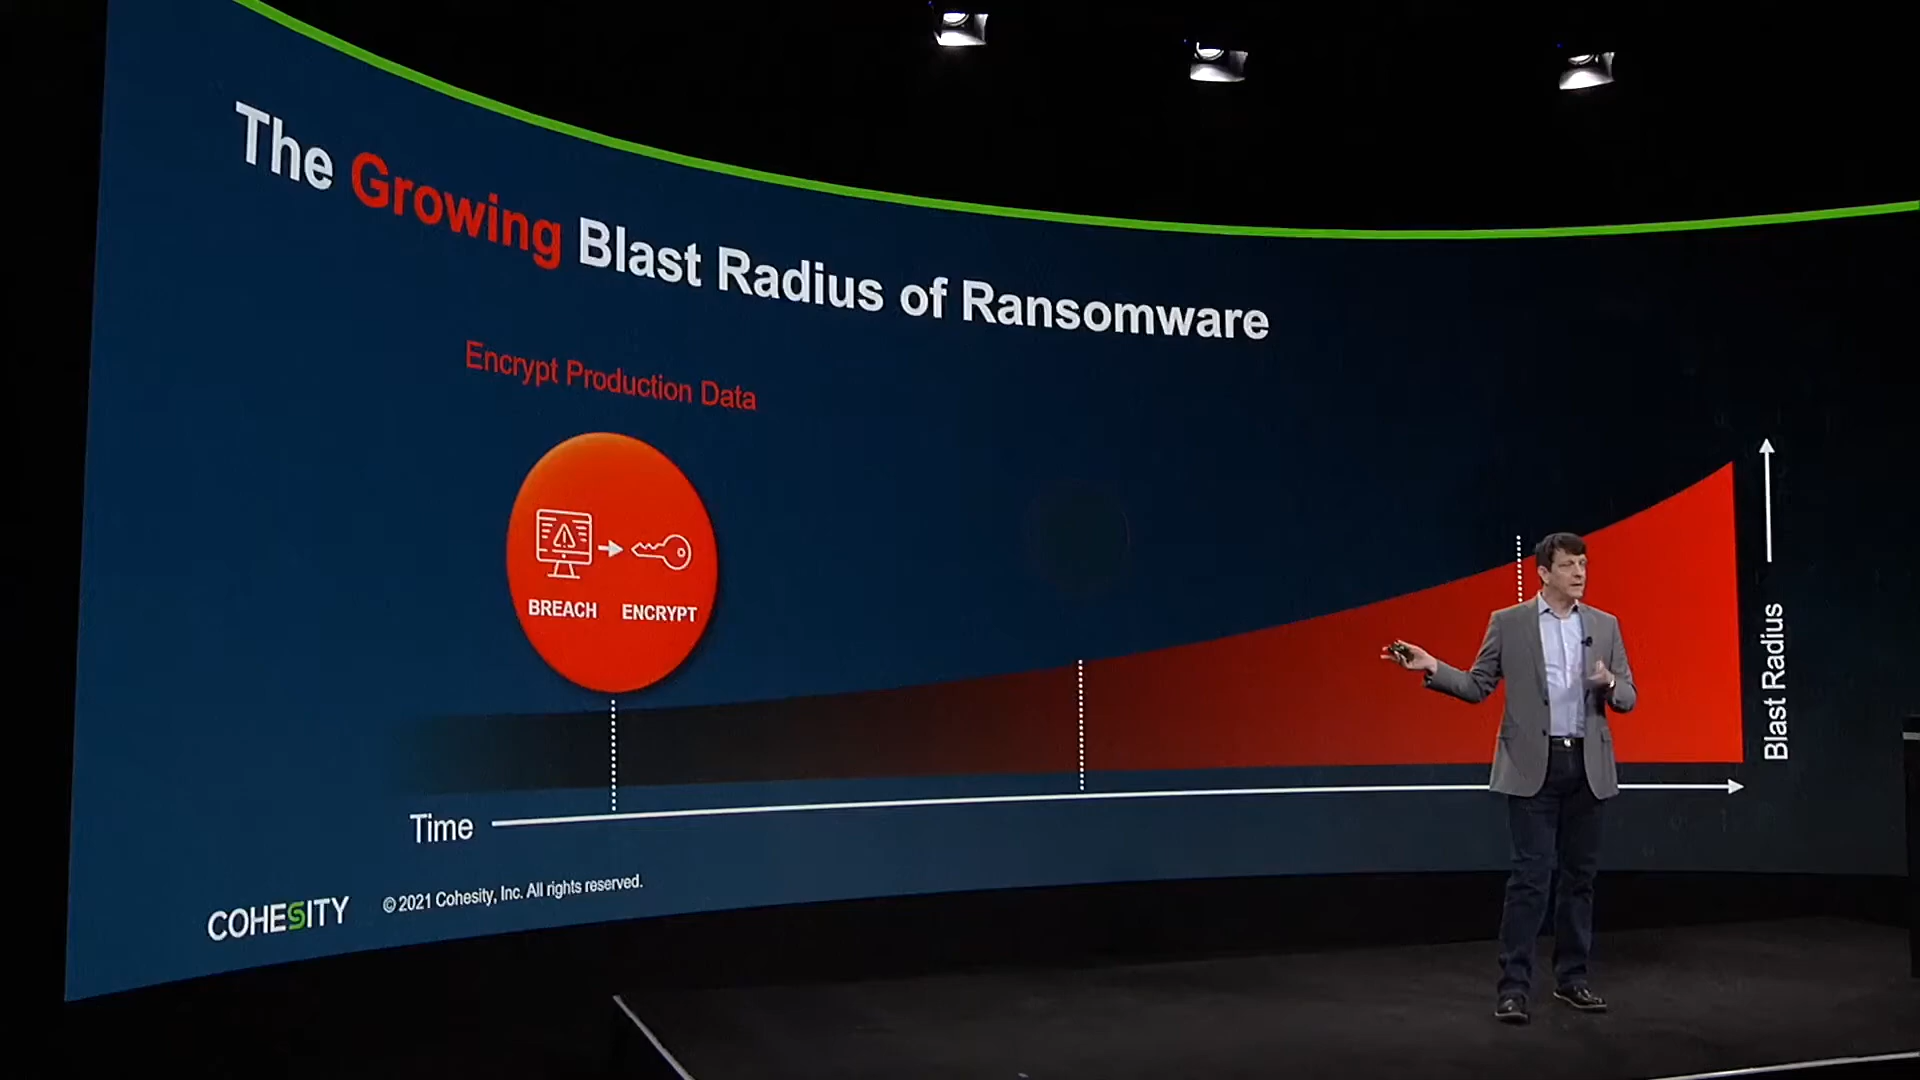 The Growing Blast Radius of Ransomware
Encrypt Production Data
BREACH ENCRYPT
Blast Radius
Time
COHESITY © 2021 Cohesity, Inc. All rights reserved.